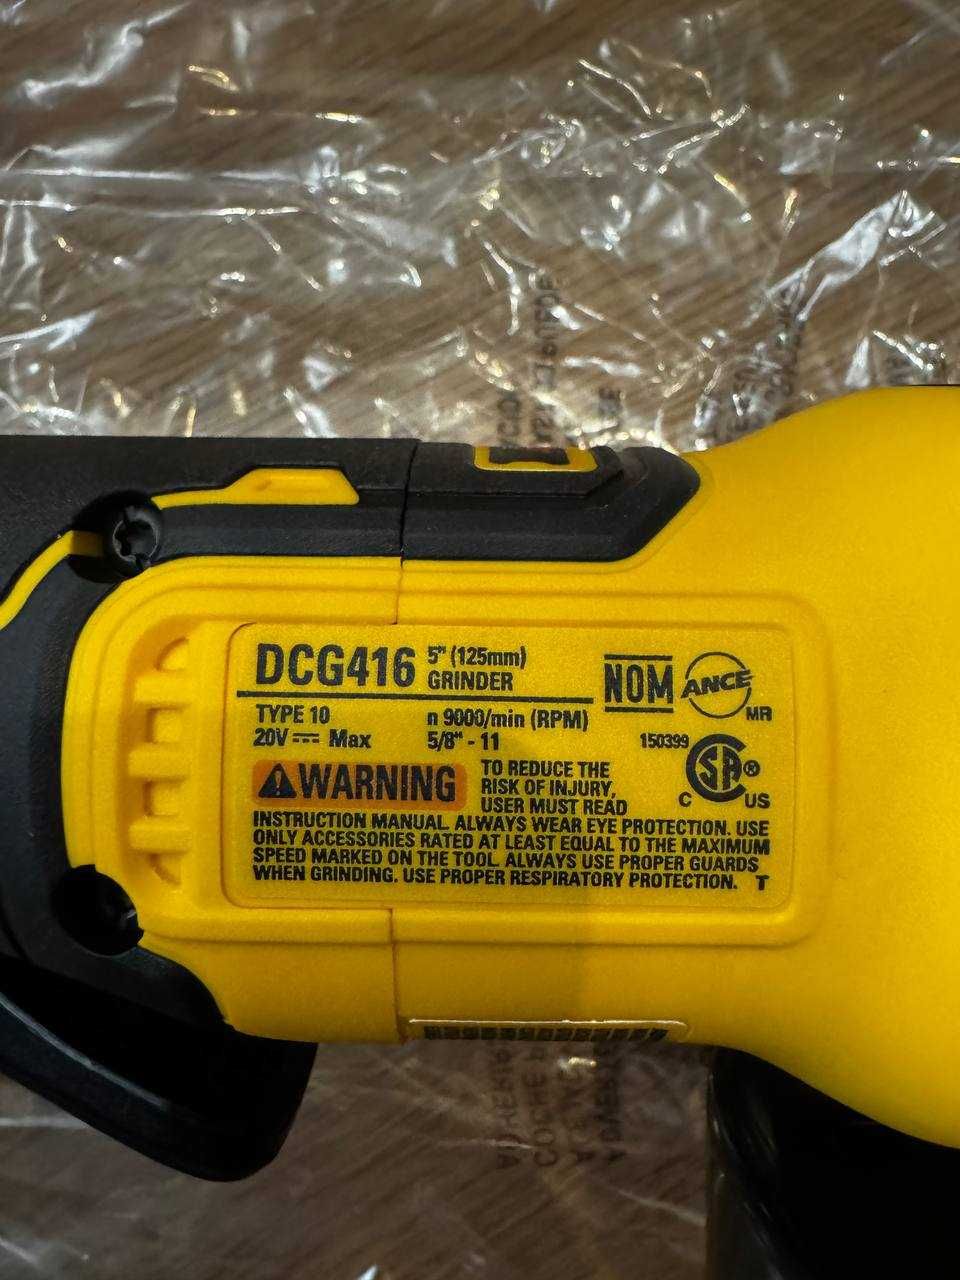 DCG416 5" (125mm)
GRINDER
NOM ANCE MR
TYPE 10 n 9000/min (RPM)
20V Max 5/8" - 11
150399 CSA® C US
WARNING TO REDUCE THE
RISK OF INJURY,
USER MUST READ
INSTRUCTION MANUAL. ALWAYS WEAR EYE PROTECTION. USE
ONLY ACCESSORIES RATED AT LEAST EQUAL TO THE MAXIMUM
SPEED MARKED ON THE TOOL. ALWAYS USE PROPER GUARDS
WHEN GRINDING. USE PROPER RESPIRATORY PROTECTION. T